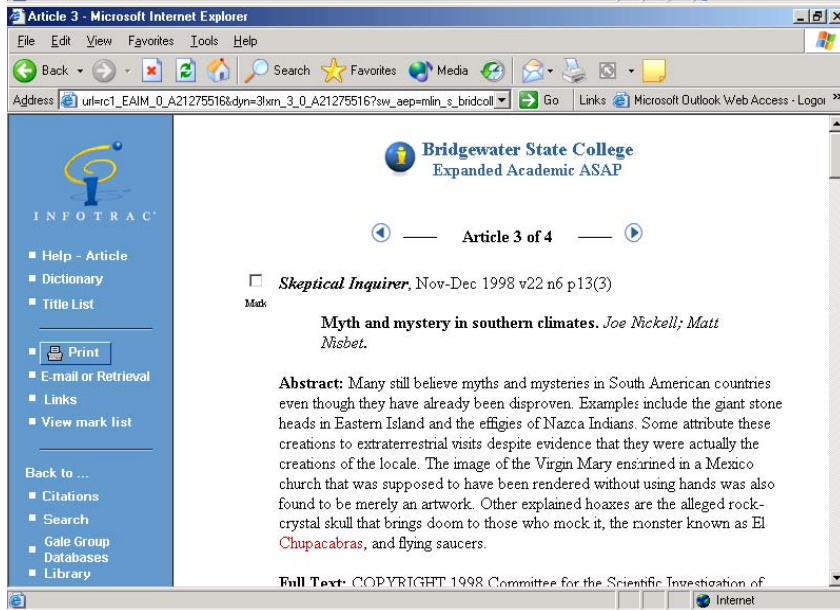 Article 3 - Microsoft Internet Explorer
File Edit View Favorites Tools Help
Back Search Favorites Media
Address url=rc1_EAIM_0_A21275516&dyn=3!xrn_3_0_A21275516?sw_aep=mlin_s_bridcoll Go Links Microsoft Outlook Web Access - Logon »
INFOTRAC
Help - Article
Dictionary
Title List
Print
E-mail or Retrieval
Links
View mark list
Back to ...
Citations
Search
Gale Group
Databases
Library
Bridgewater State College
Expanded Academic ASAP
Article 3 of 4
Skeptical Inquirer, Nov-Dec 1998 v22 n6 p13(3)
Mark
Myth and mystery in southern climates. Joe Nickell; Matt
Nisbet.
Abstract: Many still believe myths and mysteries in South American countries
even though they have already been disproven. Examples include the giant stone
heads in Eastern Island and the effigies of Nazca Indians. Some attribute these
creations to extraterrestrial visits despite evidence that they were actually the
creations of the locale. The image of the Virgin Mary enshrined in a Mexico
church that was supposed to have been rendered without using hands was also
found to be merely an artwork. Other explained hoaxes are the alleged rock-
crystal skull that brings doom to those who mock it, the monster known as El
Chupacabras, and flying saucers.
Full Text: COPYRIGHT 1998 Committee for the Scientific Investigation of
Internet